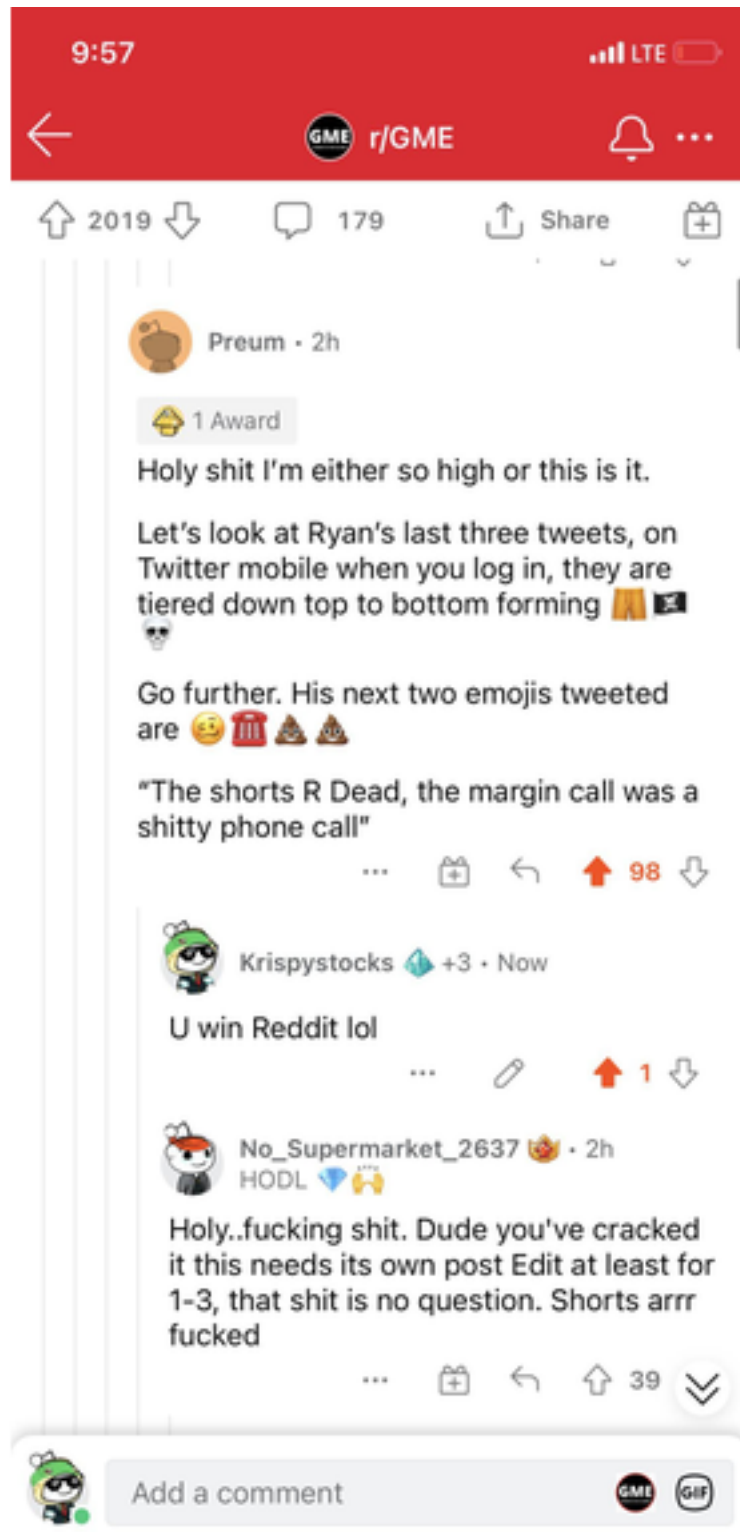 9:57
LTE
GME r/GME
2019 179 Share
Preum · 2h
1 Award
Holy shit I'm either so high or this is it.
Let's look at Ryan's last three tweets, on
Twitter mobile when you log in, they are
tiered down top to bottom forming 🩳🏴‍☠️
💀
Go further. His next two emojis tweeted
are 🥴☎️💩💩
"The shorts R Dead, the margin call was a
shitty phone call"
98
Krispystocks +3 · Now
U win Reddit lol
1
No_Supermarket_2637 · 2h
HODL 💎🙌
Holy..fucking shit. Dude you've cracked
it this needs its own post Edit at least for
1-3, that shit is no question. Shorts arrr
fucked
39
Add a comment GME GIF